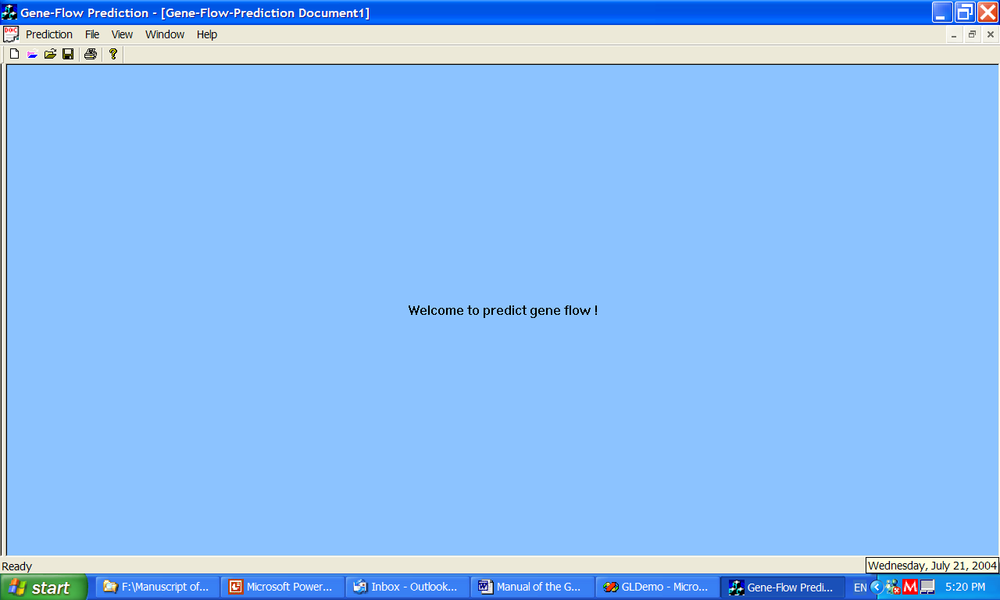 Gene-Flow Prediction - [Gene-Flow-Prediction Document1]
DOC
Prediction File View Window Help
Welcome to predict gene flow !
Ready
Wednesday, July 21, 2004
start
F:\Manuscript of...
Microsoft Power...
Inbox - Outlook...
Manual of the G...
GLDemo - Micro...
Gene-Flow Predi...
EN
M
5:20 PM